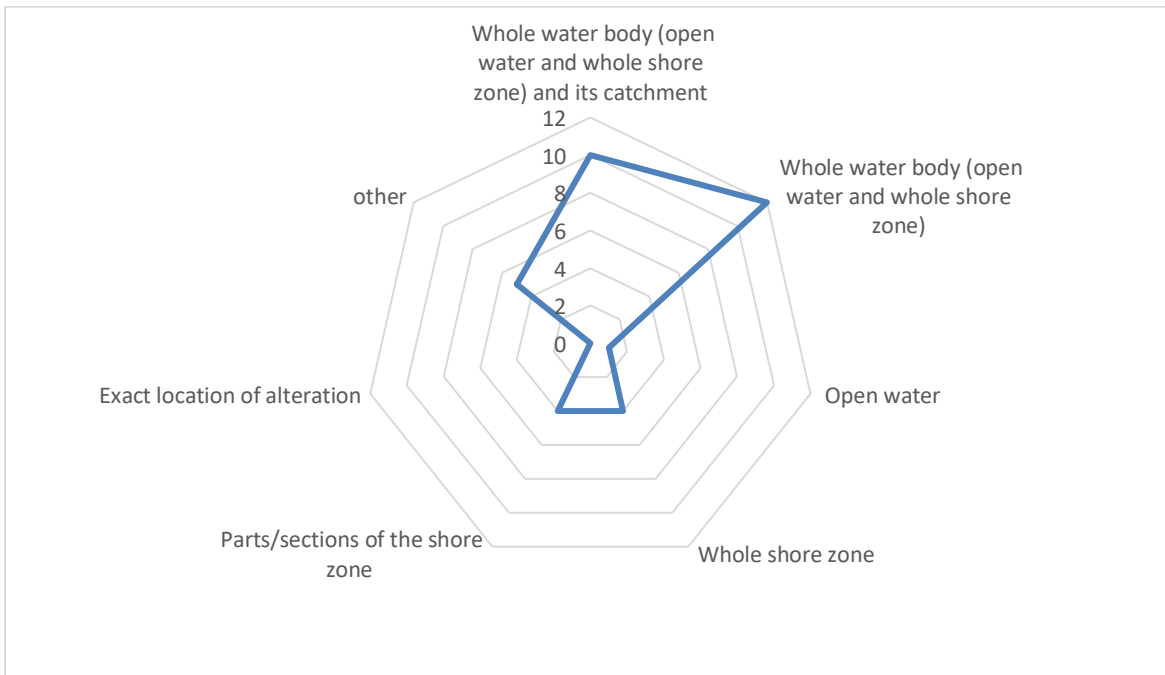 Whole water body (open
water and whole shore
zone) and its catchment
12
10
8
6
4
2
0
Whole water body (open
water and whole shore
zone)
other
Open water
Exact location of alteration
Whole shore zone
Parts/sections of the shore
zone